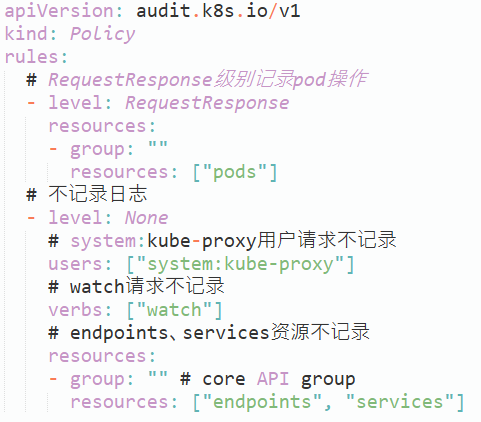 apiVersion: audit.k8s.io/v1
kind: Policy
rules:
  # RequestResponse级别记录pod操作
  - level: RequestResponse
    resources:
    - group: ""
      resources: ["pods"]
  # 不记录日志
  - level: None
    # system:kube-proxy用户请求不记录
    users: ["system:kube-proxy"]
    # watch请求不记录
    verbs: ["watch"]
    # endpoints、services资源不记录
    resources:
    - group: "" # core API group
      resources: ["endpoints", "services"]